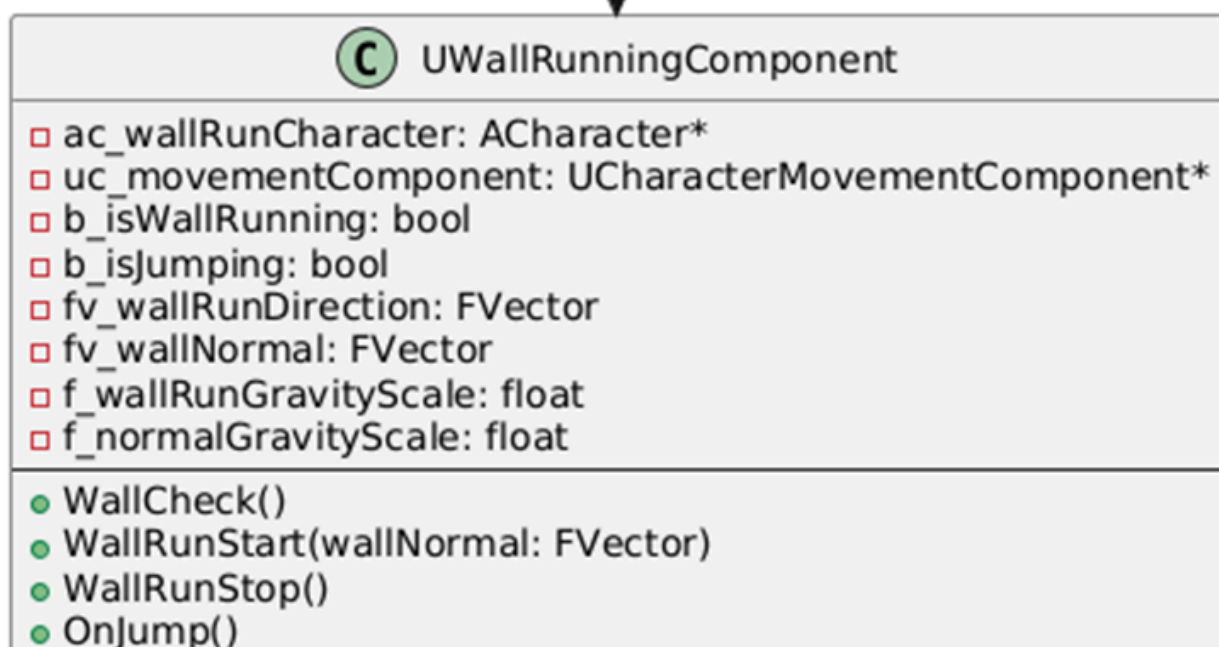 C UWallRunningComponent
ac_wallRunCharacter: ACharacter*
uc_movementComponent: UCharacterMovementComponent*
b_isWallRunning: bool
b_isJumping: bool
fv_wallRunDirection: FVector
fv_wallNormal: FVector
f_wallRunGravityScale: float
f_normalGravityScale: float
WallCheck()
WallRunStart(wallNormal: FVector)
WallRunStop()
OnJump()